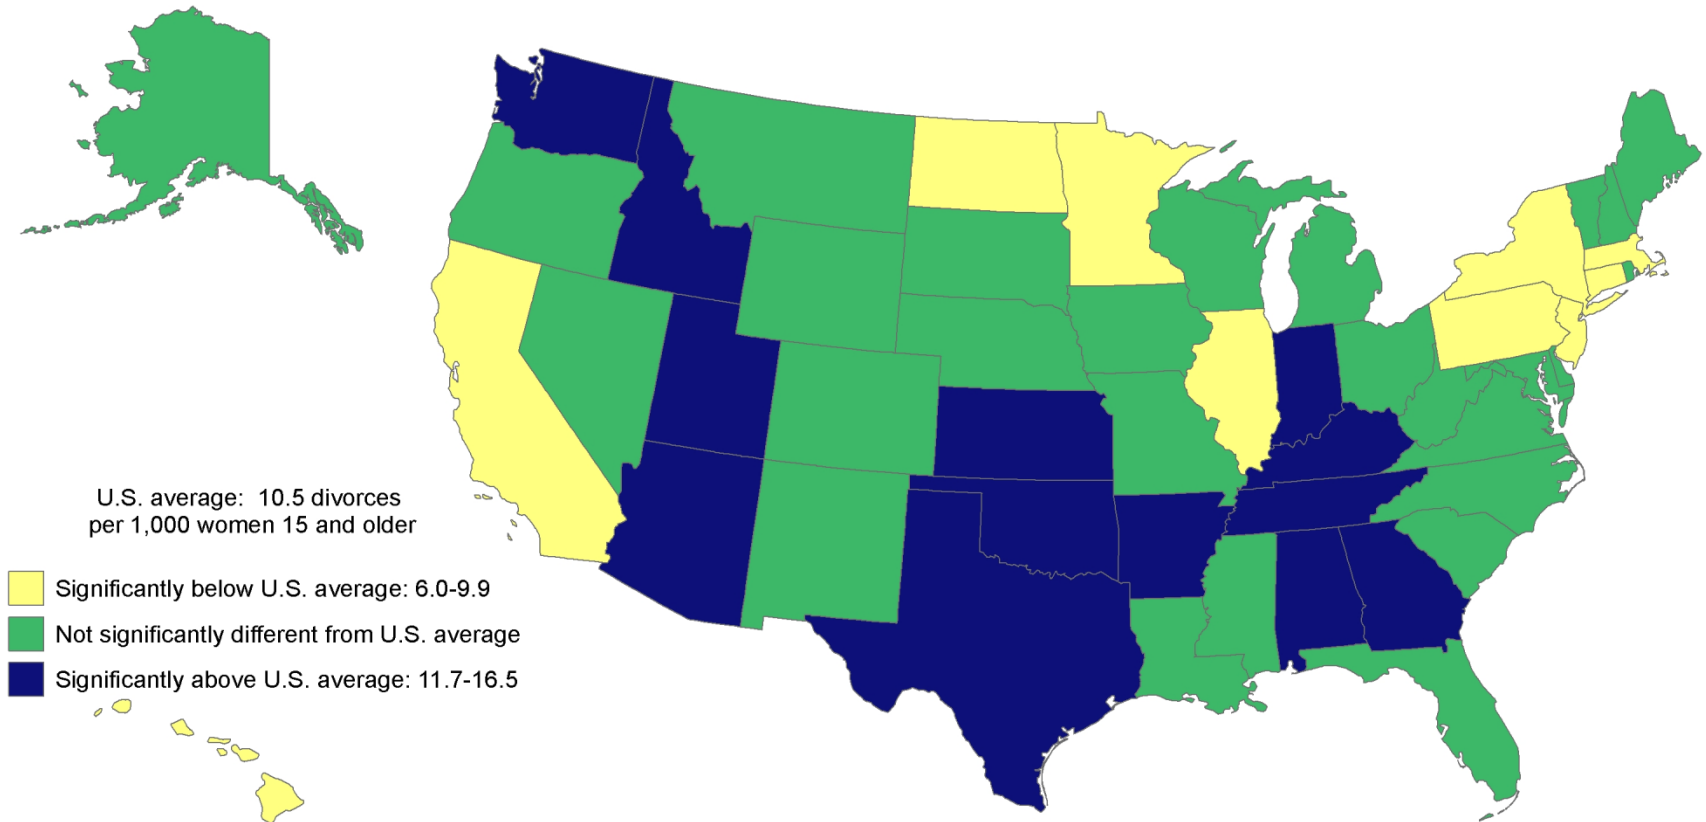 U.S. average: 10.5 divorces
per 1,000 women 15 and older
Significantly below U.S. average: 6.0-9.9
Not significantly different from U.S. average
Significantly above U.S. average: 11.7-16.5